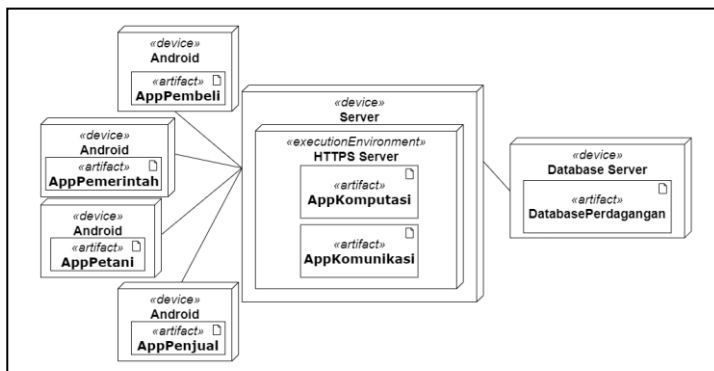 «device»
Android
«artifact»
AppPembeli
«device»
Android
«artifact»
AppPemerintah
«device»
Android
«artifact»
AppPetani
«device»
Android
«artifact»
AppPenjual
«device»
Server
«executionEnvironment»
HTTPS Server
«artifact»
AppKomputasi
«artifact»
AppKomunikasi
«device»
Database Server
«artifact»
DatabasePerdagangan